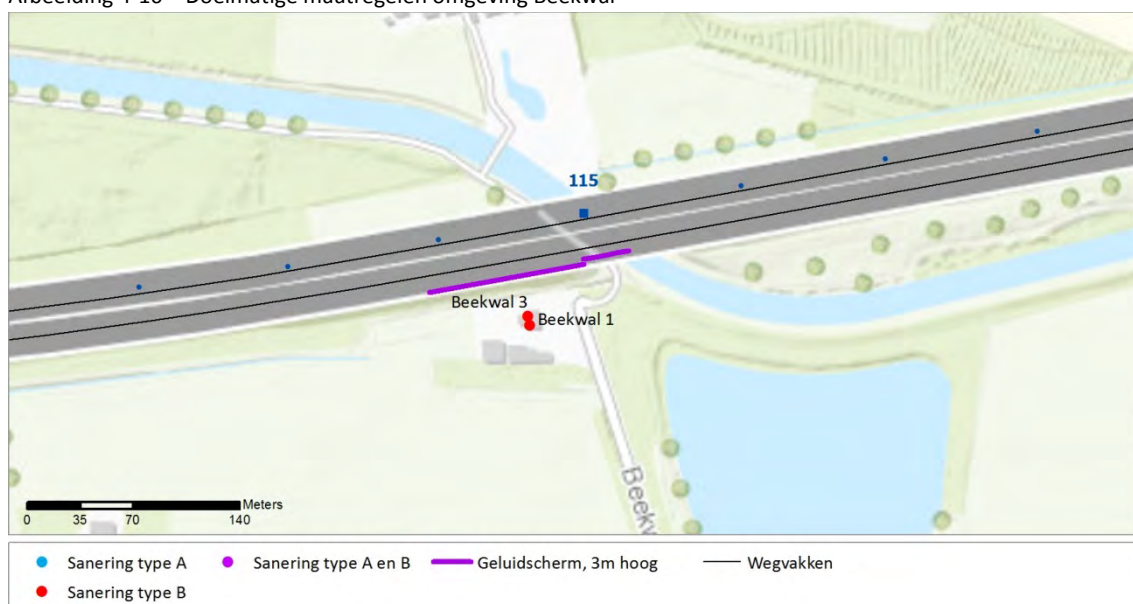 Afbeelding 4-10 Doelmatige maatregelen omgeving Beekwal
115
Beekwal 3
Beekwal 1
Meters
0 35 70 140
Sanering type A
Sanering type A en B
Geluidscherm, 3m hoog
Wegvakken
Sanering type B